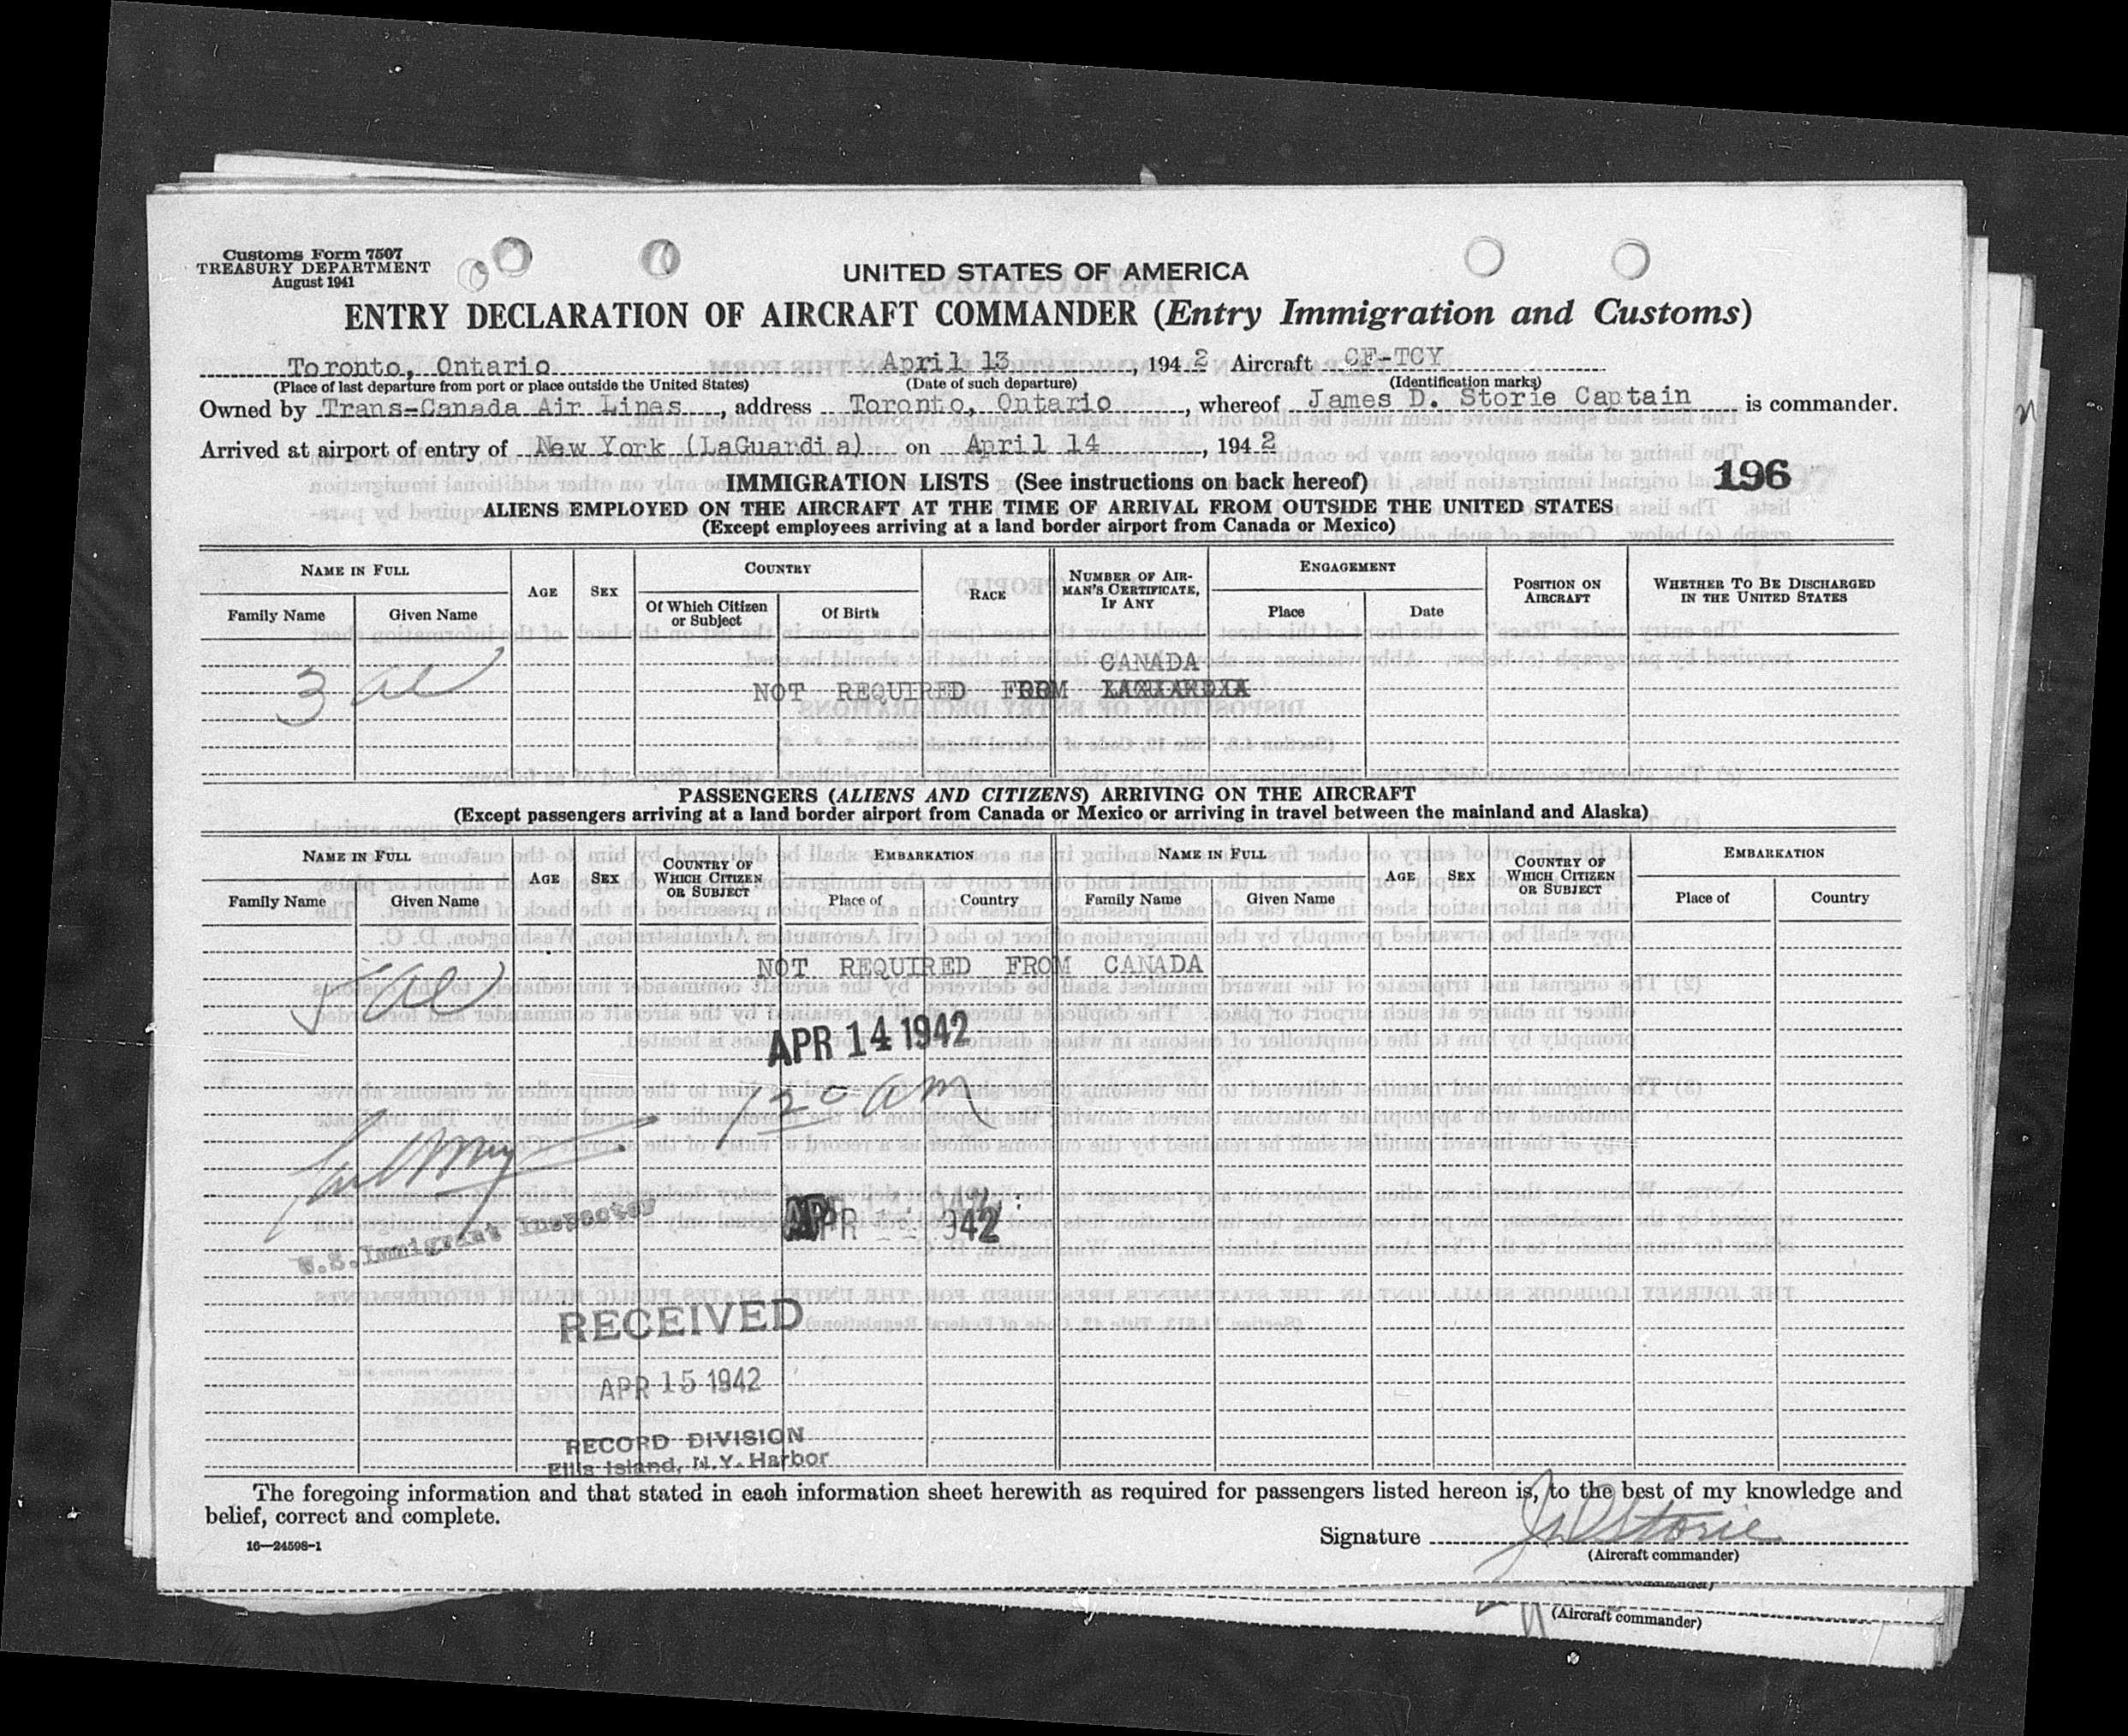 Customs Form 7507
TREASURY DEPARTMENT
August 1941
UNITED STATES OF AMERICA
ENTRY DECLARATION OF AIRCRAFT COMMANDER (Entry Immigration and Customs)
Toronto, Ontario April 13, 1942 Aircraft CF-TCY
(Place of last departure from port or place outside the United States) (Date of such departure) (Identification marks)
Owned by Trans-Canada Air Lines, address Toronto, Ontario, whereof James D. Storie Captain is commander.
Arrived at airport of entry of New York (LaGuardia) on April 14, 1942
196
IMMIGRATION LISTS (See instructions on back hereof)
ALIENS EMPLOYED ON THE AIRCRAFT AT THE TIME OF ARRIVAL FROM OUTSIDE THE UNITED STATES
(Except employees arriving at a land border airport from Canada or Mexico)
NAME IN FULL AGE SEX COUNTRY RACE NUMBER OF AIRMAN'S CERTIFICATE, IF ANY ENGAGEMENT POSITION ON AIRCRAFT WHETHER TO BE DISCHARGED IN THE UNITED STATES
Family Name Given Name Of Which Citizen or Subject Of Birth Place Date
CANADA
3 al
NOT REQUIRED FROM
PASSENGERS (ALIENS AND CITIZENS) ARRIVING ON THE AIRCRAFT
(Except passengers arriving at a land border airport from Canada or Mexico or arriving in travel between the mainland and Alaska)
NAME IN FULL AGE SEX COUNTRY OF WHICH CITIZEN OR SUBJECT EMBARKATION NAME IN FULL AGE SEX COUNTRY OF WHICH CITIZEN OR SUBJECT EMBARKATION
Family Name Given Name Place of Country Family Name Given Name Place of Country
NOT REQUIRED FROM CANADA
APR 14 1942
130 AM
U.S. Immigrant Inspector
RECEIVED
APR 15 1942
RECORD DIVISION
Ellis Island, N.Y. Harbor
The foregoing information and that stated in each information sheet herewith as required for passengers listed hereon is, to the best of my knowledge and
belief, correct and complete.
Signature J D Storie
16—24598-1
(Aircraft commander)
(Aircraft commander)